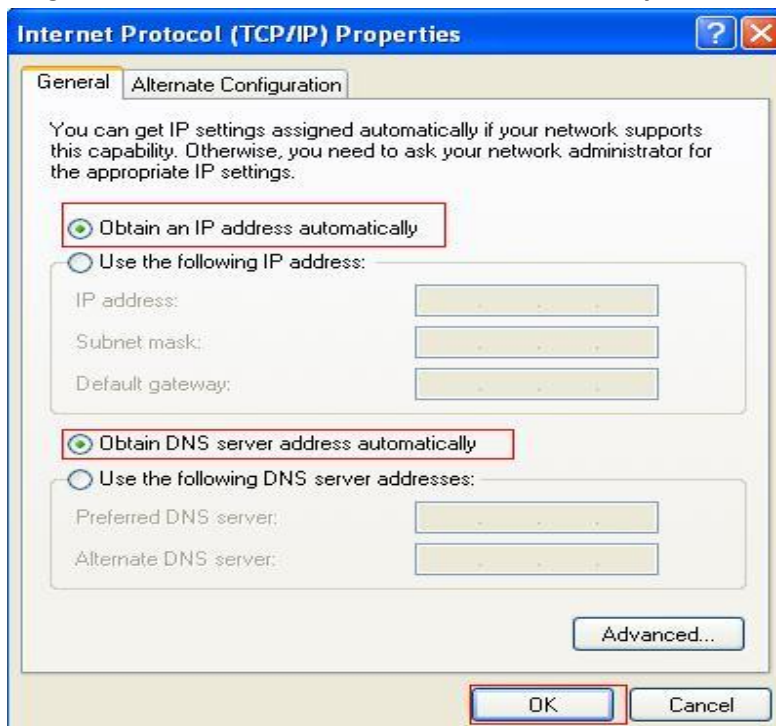 Internet Protocol (TCP/IP) Properties
General
Alternate Configuration
You can get IP settings assigned automatically if your network supports
this capability. Otherwise, you need to ask your network administrator for
the appropriate IP settings.
Obtain an IP address automatically
Use the following IP address:
IP address:
Subnet mask:
Default gateway:
Obtain DNS server address automatically
Use the following DNS server addresses:
Preferred DNS server:
Alternate DNS server:
Advanced...
OK
Cancel